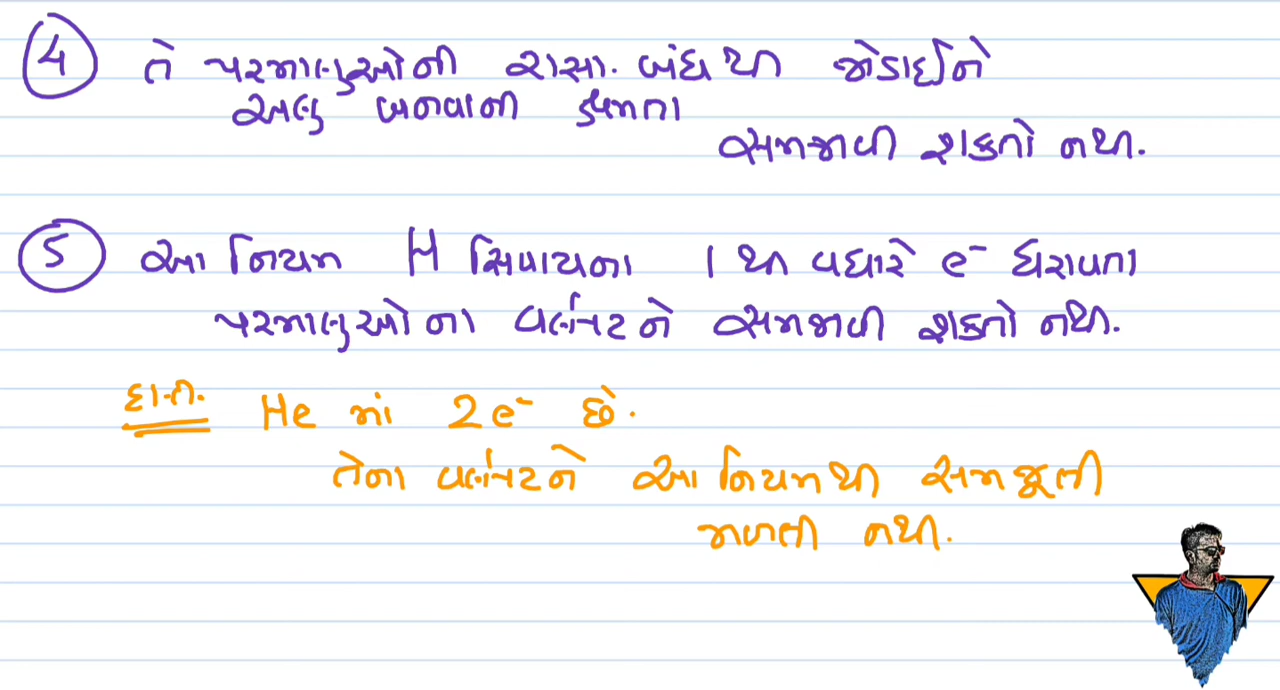 ④ તે પરમાણુઓની રાસા. બંધથી જોડાઈને
અણુ બનવાની ક્ષમતા
સમજાવી શકતો નથી.
⑤ આ નિયમ H સિવાયના 1 થી વધારે e⁻ ધરાવતા
પરમાણુઓના વર્ણપટને સમજાવી શકતો નથી.
દા.ત. He માં 2e⁻ છે.
તેના વર્ણપટને આ નિયમથી સમજૂતી
મળતી નથી.